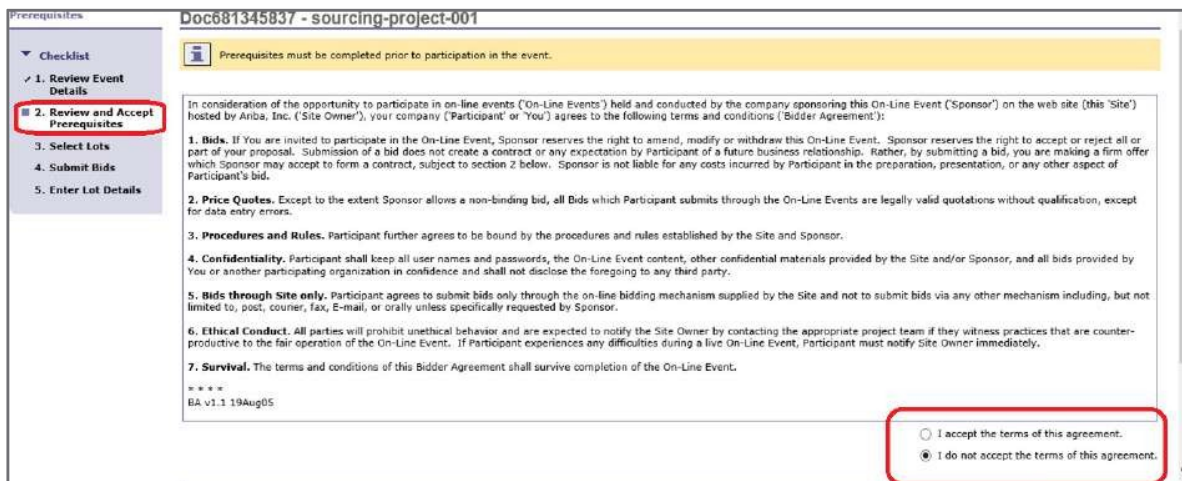 Prerequisites
Doc681345837 - sourcing-project-001
Checklist
1. Review Event
Details
2. Review and Accept
Prerequisites
3. Select Lots
4. Submit Bids
5. Enter Lot Details
Prerequisites must be completed prior to participation in the event.
In consideration of the opportunity to participate in on-line events ('On-Line Events') held and conducted by the company sponsoring this On-Line Event ('Sponsor') on the web site (this 'Site')
hosted by Ariba, Inc. ('Site Owner'), your company ('Participant' or 'You') agrees to the following terms and conditions ('Bidder Agreement'):
1. Bids. If You are invited to participate in the On-Line Event, Sponsor reserves the right to amend, modify or withdraw this On-Line Event. Sponsor reserves the right to accept or reject all or
part of your proposal. Submission of a bid does not create a contract or any expectation by Participant of a future business relationship. Rather, by submitting a bid, you are making a firm offer
which Sponsor may accept to form a contract, subject to section 2 below. Sponsor is not liable for any costs incurred by Participant in the preparation, presentation, or any other aspect of
Participant's bid.
2. Price Quotes. Except to the extent Sponsor allows a non-binding bid, all Bids which Participant submits through the On-Line Events are legally valid quotations without qualification, except
for data entry errors.
3. Procedures and Rules. Participant further agrees to be bound by the procedures and rules established by the Site and Sponsor.
4. Confidentiality. Participant shall keep all user names and passwords, the On-Line Event content, other confidential materials provided by the Site and/or Sponsor, and all bids provided by
You or another participating organization in confidence and shall not disclose the foregoing to any third party.
5. Bids through Site only. Participant agrees to submit bids only through the on-line bidding mechanism supplied by the Site and not to submit bids via any other mechanism including, but not
limited to, post, courier, fax, E-mail, or orally unless specifically requested by Sponsor.
6. Ethical Conduct. All parties will prohibit unethical behavior and are expected to notify the Site Owner by contacting the appropriate project team if they witness practices that are counter-
productive to the fair operation of the On-Line Event. If Participant experiences any difficulties during a live On-Line Event, Participant must notify Site Owner immediately.
7. Survival. The terms and conditions of this Bidder Agreement shall survive completion of the On-Line Event.
* * * *
BA v1.1 19Aug05
I accept the terms of this agreement.
I do not accept the terms of this agreement.